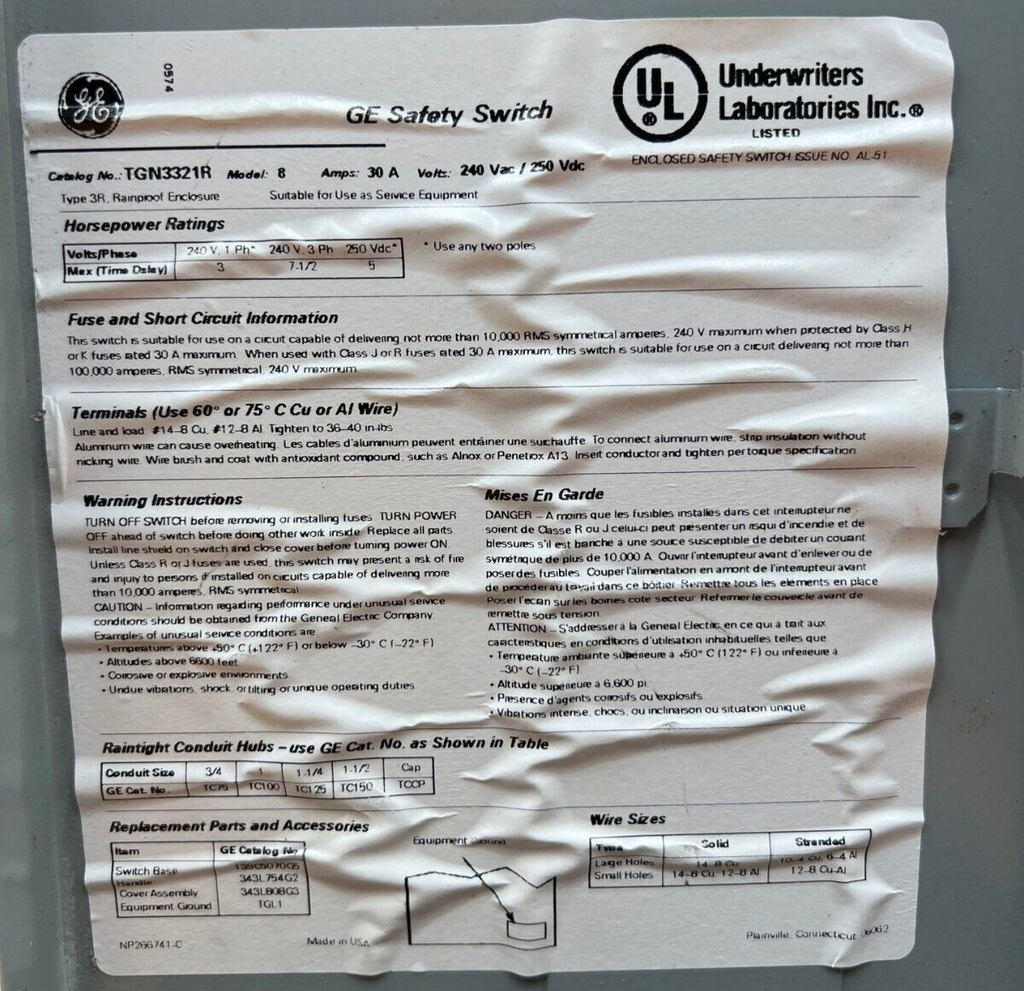 GE
0574
GE Safety Switch
UL
Underwriters
Laboratories Inc.®
LISTED
ENCLOSED SAFETY SWITCH ISSUE NO. AL-51
Catalog No.: TGN3321R Model: 8 Amps: 30 A Volts: 240 Vac / 250 Vdc
Type 3R, Rainproof Enclosure Suitable for Use as Service Equipment
Horsepower Ratings
Volts/Phase 240 V, 1 Ph* 240 V, 3 Ph 250 Vdc* * Use any two poles
Max (Time Delay) 3 7-1/2 5
Fuse and Short Circuit Information
This switch is suitable for use on a circuit capable of delivering not more than 10,000 RMS symmetrical amperes, 240 V maximum when protected by Class H
or K fuses rated 30 A maximum. When used with Class J or R fuses rated 30 A maximum, this switch is suitable for use on a circuit delivering not more than
100,000 amperes, RMS symmetrical, 240 V maximum
Terminals (Use 60° or 75° C Cu or Al Wire)
Line and load: #14-8 Cu, #12-8 Al. Tighten to 36-40 in-lbs
Aluminum wire can cause overheating. Les cables d'aluminium peuvent entràiner une surchauffe. To connect aluminum wire, strip insulation without
nicking wire. Wire brush and coat with antioxidant compound, such as Alnox or Penetrox A13. Insert conductor and tighten per torque specification
Warning Instructions
TURN OFF SWITCH before removing or installing fuses. TURN POWER
OFF ahead of switch before doing other work inside. Replace all parts.
Install line shield on switch and close cover before turning power ON.
Unless Class R or J fuses are used, this switch may present a risk of fire
and injury to persons if installed on circuits capable of delivering more
than 10,000 amperes, RMS symmetrical.
CAUTION – Information regarding performance under unusual service
conditions should be obtained from the General Electric Company
Examples of unusual service conditions are
• Temperatures above +50° C (+122° F) or below -30° C (-22° F)
• Altitudes above 6600 feet
• Corrosive or explosive environments
• Undue vibrations, shock, or tilting or unique operating duties
Mises En Garde
DANGER – A moins que les fusibles installes dans cet interrupteur ne
soient de Classe R ou J celui-ci peut presenter un risqu d'incendie et de
blessures s'il est banche à une source susceptible de debiter un courant
symetrique de plus de 10,000 A. Ouvrir l'interrupteur avant d'enlever ou de
poser des fusibles. Couper l'alimentation en amont de l'interrupteur avant
de procéder au travail dans ce bôitier. Remettre tous les elements en place
Poser l'ecran sur les bornes cote secteur. Refermer le couvercle avant de
remettre sous tension.
ATTENTION – S'addresser à la General Electric en ce qui a trait aux
caracteristiques en conditions d'utilisation inhabituelles telles que
• Temperature ambiante supèrieure à +50° C (122° F) ou inferieure à
-30° C (-22° F)
• Altitude supérieure à 6,600 pi.
• Présence d'agents corrosifs ou explosifs.
• Vibrations intense, chocs, ou inclinaison ou situation unique.
Raintight Conduit Hubs – use GE Cat. No. as Shown in Table
Conduit Size 3/4 1 1-1/4 1-1/2 Cap
GE Cat. No. TC75 TC100 TC125 TC150 TCCP
Replacement Parts and Accessories
Item GE Catalog No
Switch Base
Handle 343L754G2
Cover Assembly 343L808G3
Equipment Ground TGL1
Equipment Ground
Wire Sizes
Type Solid Stranded
Large Holes 14-8 Cu 10-4 Cu, 6-4 Al
Small Holes 14-8 Cu, 12-8 Al 12-8 Cu-Al
NP266741-C Made in USA Plainville, Connecticut 06062